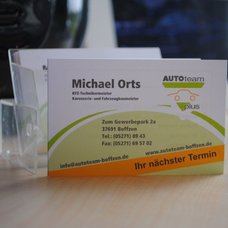 Michael Orts
KFZ-Technikermeister
Karosserie- und Fahrzeugbaumeister
AUTOteam
plus
Zum Gewerbepark 2a
37691 Boffzen
Tel: (05271) 69 43
Fax: (05271) 69 57 02
info@autoteam-boffzen.de
www.autoteam-boffzen.de
Ihr nächster Termin